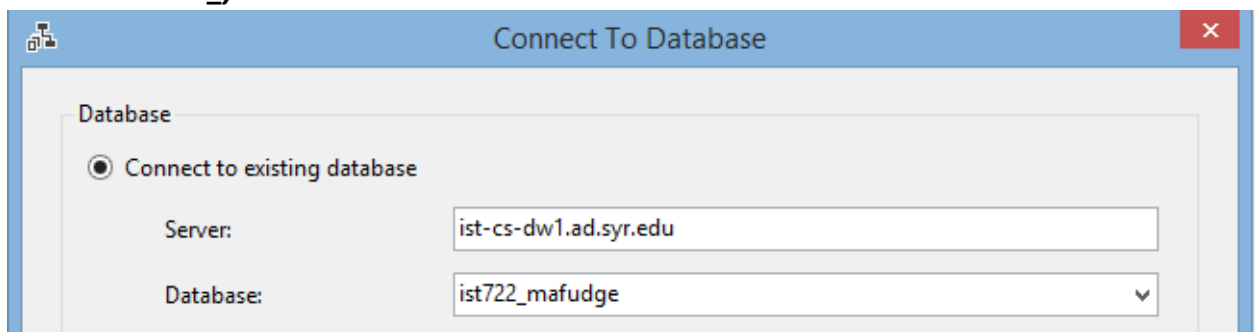 Connect To Database
Database
Connect to existing database
Server: ist-cs-dw1.ad.syr.edu
Database: ist722_mafudge